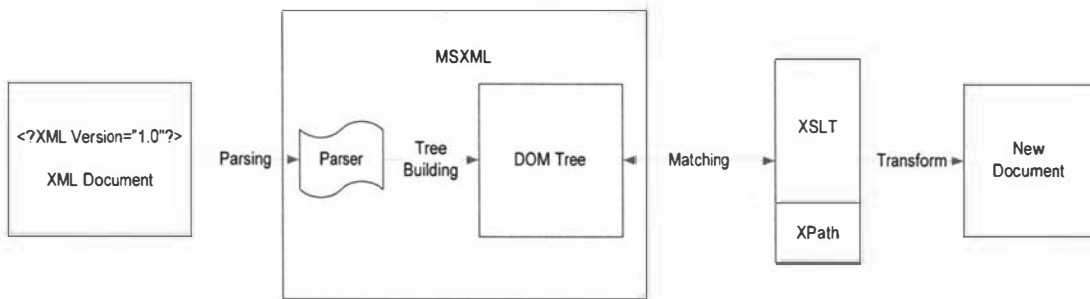 MSXML
<?XML Version="1.0"?>
XML Document
Parsing
Parser
Tree
Building
DOM Tree
Matching
XSLT
XPath
Transform
New
Document